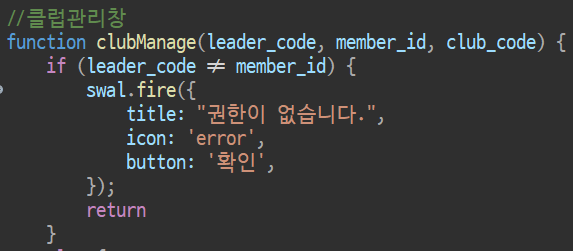 //클럽관리창
function clubManage(leader_code, member_id, club_code) {
if (leader_code != member_id) {
swal.fire({
title: "권한이 없습니다.",
icon: 'error',
button: '확인',
});
return
}